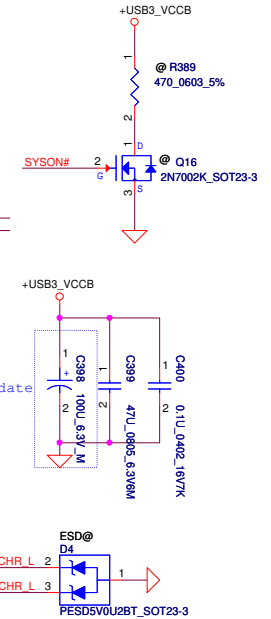 +USB3_VCCB
1
@ R389
470_0603_5%
2
1 D
SYSON# 2
G
@ Q16
2N7002K_SOT23-3
3 S
+USB3_VCCB
1
+
2
C398 100U_6.3V_M
1
2
C399 47U_0805_6.3V6M
1
2
C400 0.1U_0402_16V7K
date
ESD@
D4
CHR_L 2
CHR_L 3
1
PESD5V0U2BT_SOT23-3